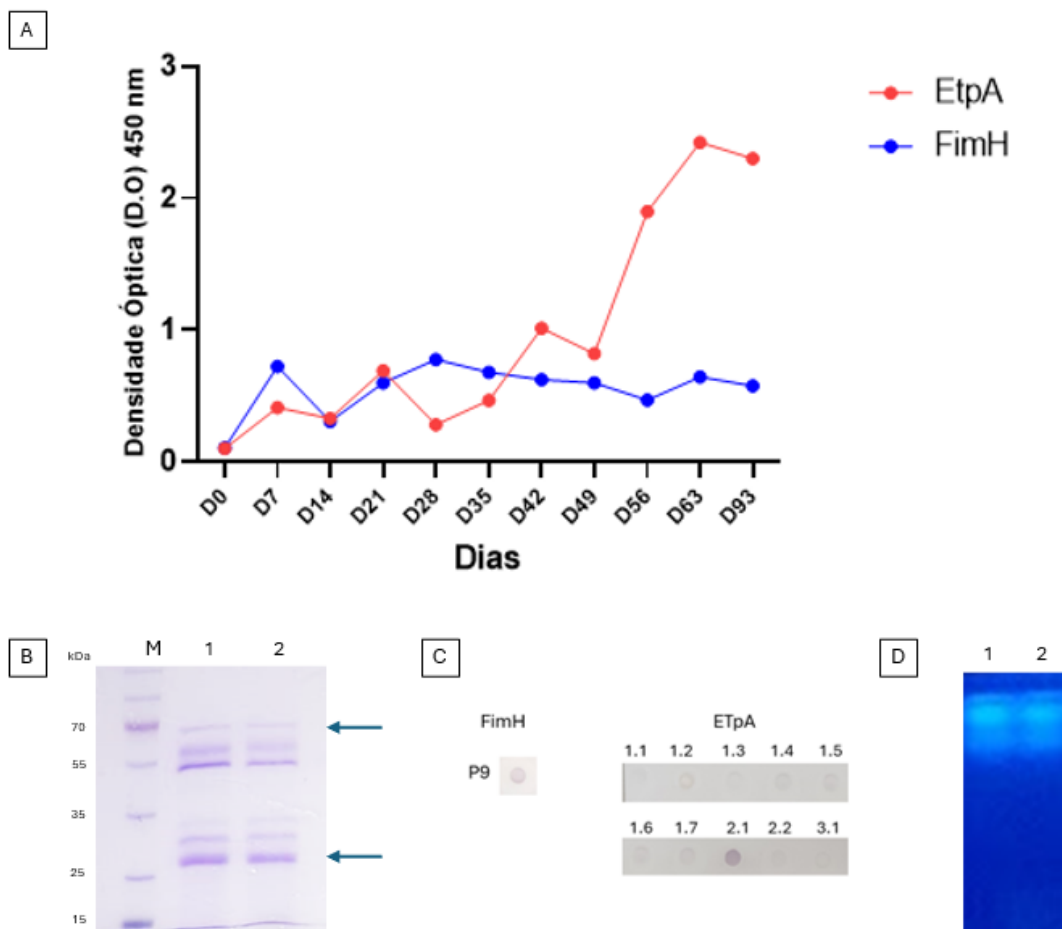 A
Densidade Óptica (D.O) 450 nm
3
2
1
0
EtpA
FimH
D0 D7 D14 D21 D28 D35 D42 D49 D56 D63 D93
Dias
B
kDa
M 1 2
70
55
35
25
15
C
FimH
P9
ETpA
1.1 1.2 1.3 1.4 1.5
1.6 1.7 2.1 2.2 3.1
D
1 2